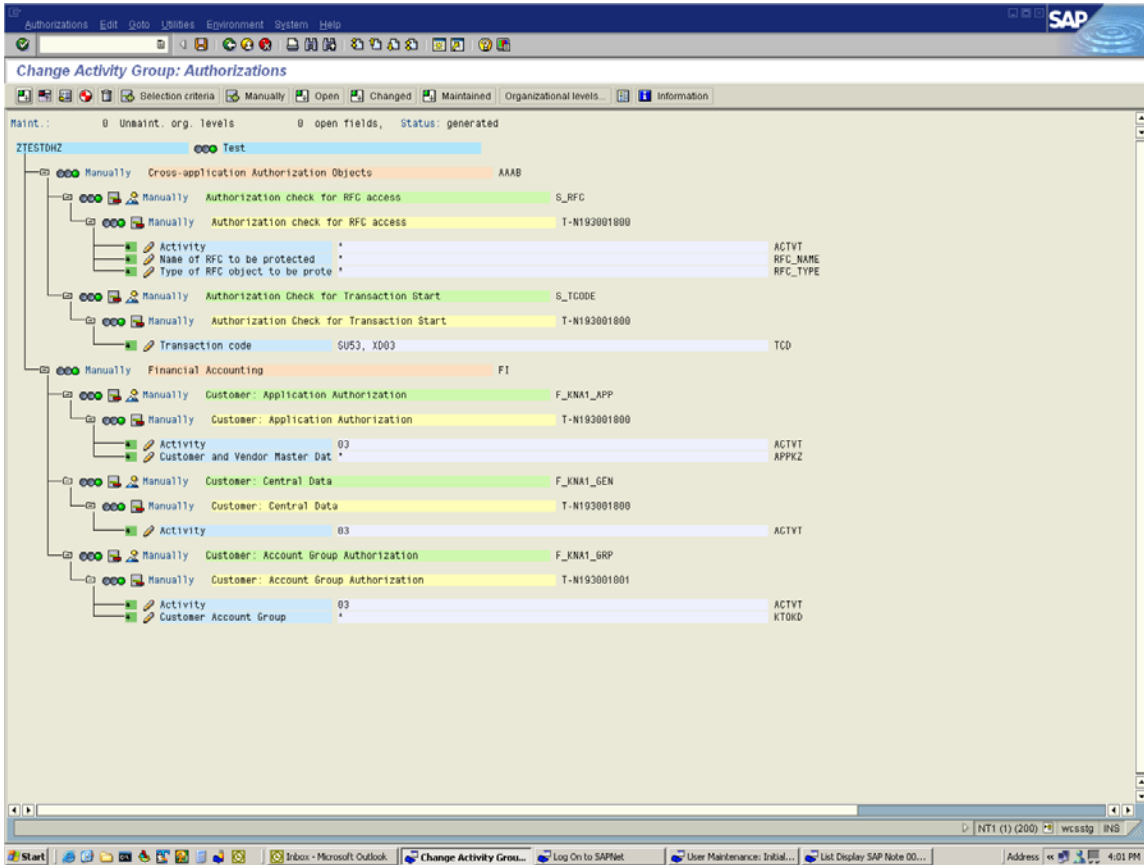 Authorizations Edit Goto Utilities Environment System Help
SAP
Change Activity Group: Authorizations
Selection criteria Manually Open Changed Maintained Organizational levels... Information
Maint.: 0 Unmaint. org. levels 0 open fields, Status: generated
ZTESTDHZ Test
Manually Cross-application Authorization Objects AAAB
Manually Authorization check for RFC access S_RFC
Manually Authorization check for RFC access T-N193001800
Activity * ACTVT
Name of RFC to be protected * RFC_NAME
Type of RFC object to be prote * RFC_TYPE
Manually Authorization Check for Transaction Start S_TCODE
Manually Authorization Check for Transaction Start T-N193001800
Transaction code SU53, XD03 TCD
Manually Financial Accounting FI
Manually Customer: Application Authorization F_KNA1_APP
Manually Customer: Application Authorization T-N193001800
Activity 03 ACTVT
Customer and Vendor Master Dat * APPKZ
Manually Customer: Central Data F_KNA1_GEN
Manually Customer: Central Data T-N193001800
Activity 03 ACTVT
Manually Customer: Account Group Authorization F_KNA1_GRP
Manually Customer: Account Group Authorization T-N193001801
Activity 03 ACTVT
Customer Account Group * KTOKD
NT1 (1) (200) wcsstg INS
Start Inbox - Microsoft Outlook Change Activity Grou... Log On to SAPNet User Maintenance: Initial... List Display SAP Note 00... Address 4:01 PM